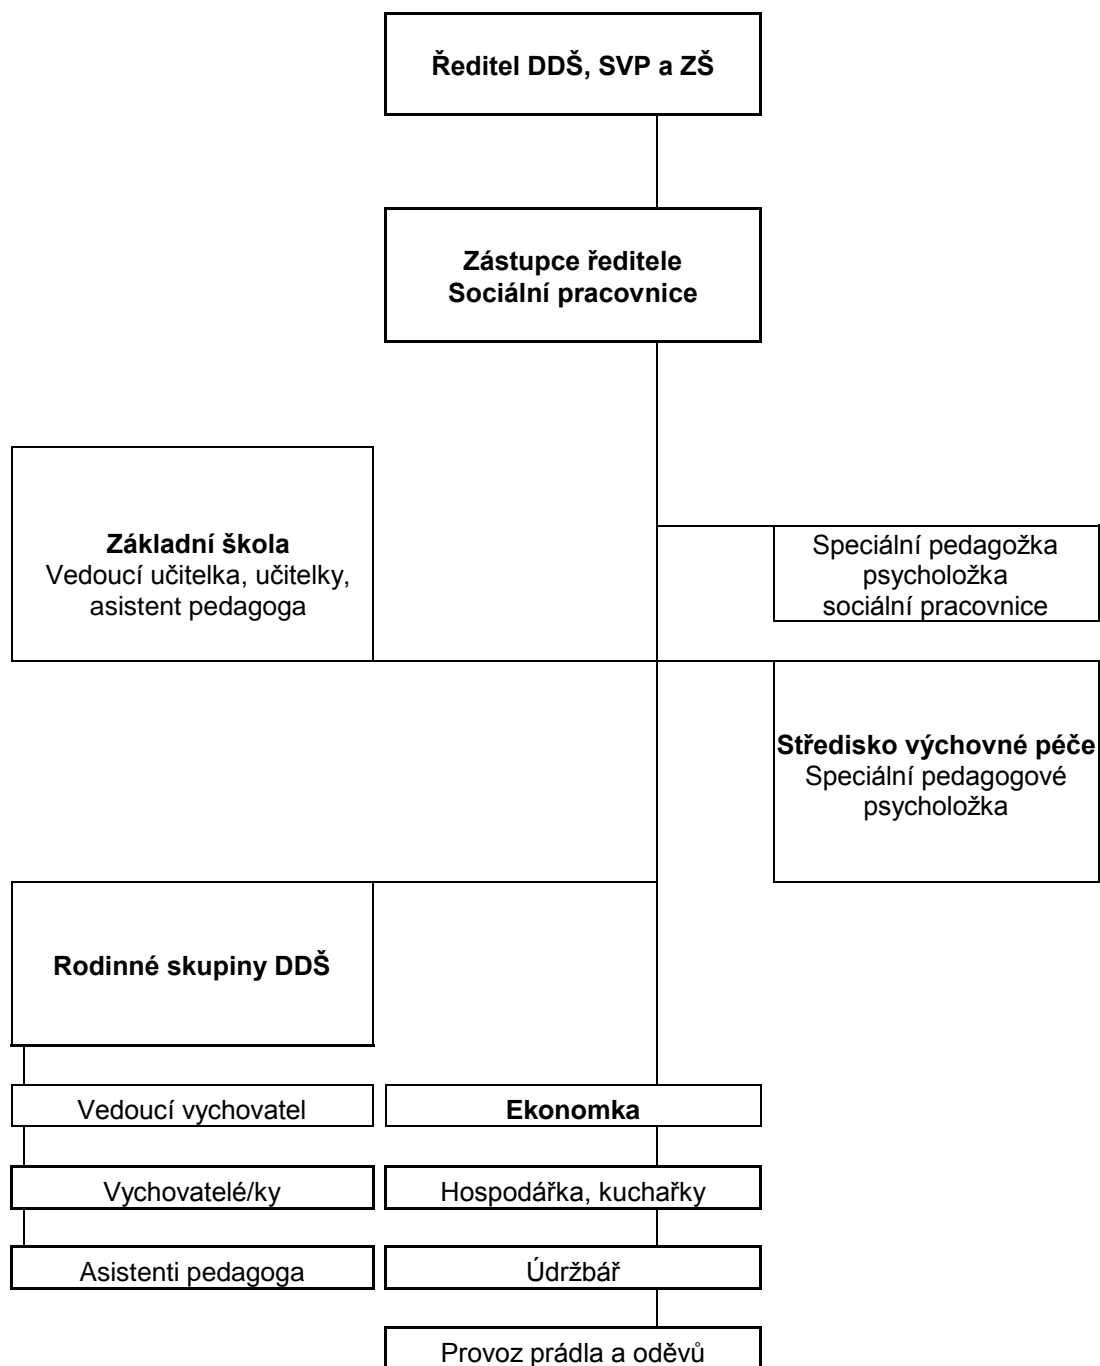 Ředitel DDŠ, SVP a ZŠ
Zástupce ředitele
Sociální pracovnice
Základní škola
Vedoucí učitelka, učitelky,
asistent pedagoga
Speciální pedagožka
psycholožka
sociální pracovnice
Středisko výchovné péče
Speciální pedagogové
psycholožka
Rodinné skupiny DDŠ
Vedoucí vychovatel
Ekonomka
Vychovatelé/ky
Hospodářka, kuchařky
Asistenti pedagoga
Údržbář
Provoz prádla a oděvů